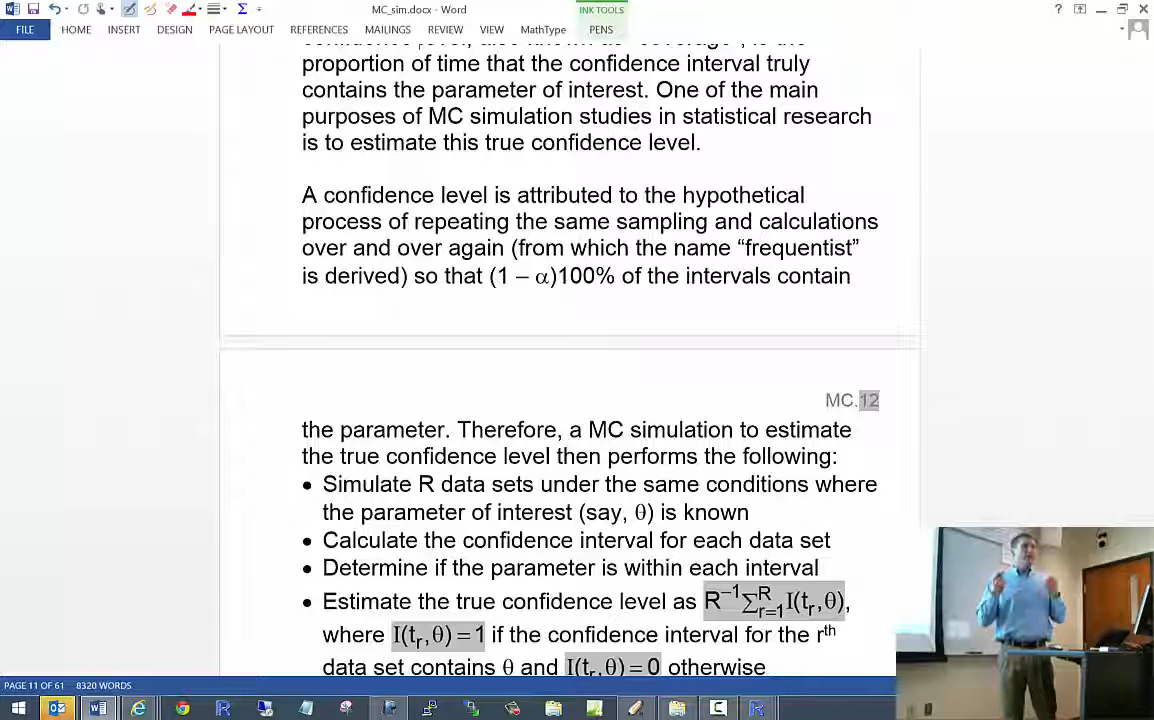 MC_sim.docx - Word
INK TOOLS
FILE HOME INSERT DESIGN PAGE LAYOUT REFERENCES MAILINGS REVIEW VIEW MathType PENS
proportion of time that the confidence interval truly
contains the parameter of interest. One of the main
purposes of MC simulation studies in statistical research
is to estimate this true confidence level.
A confidence level is attributed to the hypothetical
process of repeating the same sampling and calculations
over and over again (from which the name “frequentist”
is derived) so that (1 – α)100% of the intervals contain
MC.12
the parameter. Therefore, a MC simulation to estimate
the true confidence level then performs the following:
• Simulate R data sets under the same conditions where
the parameter of interest (say, θ) is known
• Calculate the confidence interval for each data set
• Determine if the parameter is within each interval
• Estimate the true confidence level as R⁻¹∑ᴿᵣ₌₁ I(tᵣ,θ),
where I(tᵣ,θ) = 1 if the confidence interval for the rᵗʰ
data set contains θ and I(tᵣ,θ) = 0 otherwise
PAGE 11 OF 61 8320 WORDS